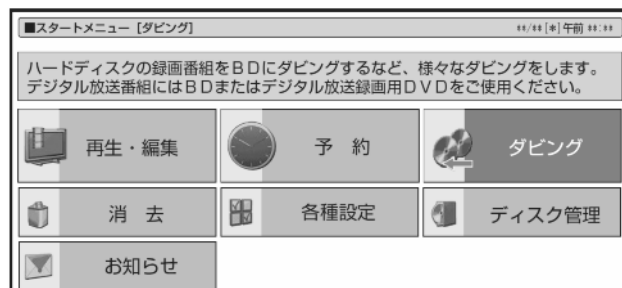 ■スタートメニュー [ダビング]
**/**[*]午前 **:**
ハードディスクの録画番組をBDにダビングするなど、様々なダビングをします。
デジタル放送番組にはBDまたはデジタル放送録画用DVDをご使用ください。
再生・編集
予 約
ダビング
消 去
各種設定
ディスク管理
お知らせ